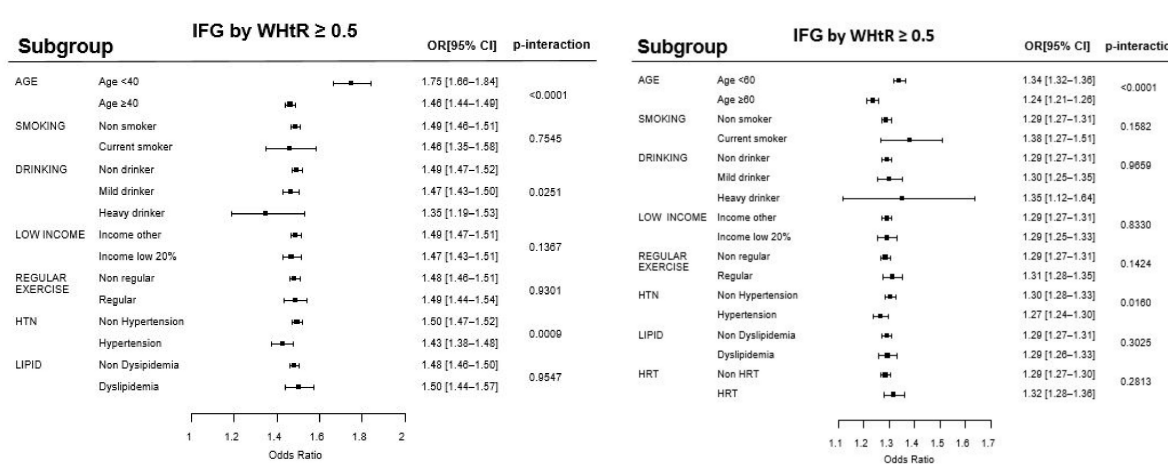 IFG by WHtR ≥ 0.5
Subgroup OR[95% CI] p-interaction
AGE Age <40 1.75 [1.66–1.84]
<0.0001
Age ≥40 1.46 [1.44–1.49]
SMOKING Non smoker 1.49 [1.46–1.51]
0.7545
Current smoker 1.46 [1.35–1.58]
DRINKING Non drinker 1.49 [1.47–1.52]
Mild drinker 1.47 [1.43–1.50] 0.0251
Heavy drinker 1.35 [1.19–1.53]
LOW INCOME Income other 1.49 [1.47–1.51]
0.1367
Income low 20% 1.47 [1.43–1.51]
REGULAR EXERCISE Non regular 1.48 [1.46–1.51]
0.9301
Regular 1.49 [1.44–1.54]
HTN Non Hypertension 1.50 [1.47–1.52]
0.0009
Hypertension 1.43 [1.38–1.48]
LIPID Non Dysipidemia 1.48 [1.46–1.50]
0.9547
Dyslipidemia 1.50 [1.44–1.57]
1 1.2 1.4 1.6 1.8 2
Odds Ratio
IFG by WHtR ≥ 0.5
Subgroup OR[95% CI] p-interaction
AGE Age <60 1.34 [1.32–1.36]
<0.0001
Age ≥60 1.24 [1.21–1.26]
SMOKING Non smoker 1.29 [1.27–1.31]
0.1582
Current smoker 1.38 [1.27–1.51]
DRINKING Non drinker 1.29 [1.27–1.31]
0.9659
Mild drinker 1.30 [1.25–1.35]
Heavy drinker 1.35 [1.12–1.64]
LOW INCOME Income other 1.29 [1.27–1.31]
0.8330
Income low 20% 1.29 [1.25–1.33]
REGULAR EXERCISE Non regular 1.29 [1.27–1.31]
0.1424
Regular 1.31 [1.28–1.35]
HTN Non Hypertension 1.30 [1.28–1.33]
0.0160
Hypertension 1.27 [1.24–1.30]
LIPID Non Dyslipidemia 1.29 [1.27–1.31]
0.3025
Dyslipidemia 1.29 [1.26–1.33]
HRT Non HRT 1.29 [1.27–1.30]
0.2813
HRT 1.32 [1.28–1.36]
1.1 1.2 1.3 1.4 1.5 1.6 1.7
Odds Ratio